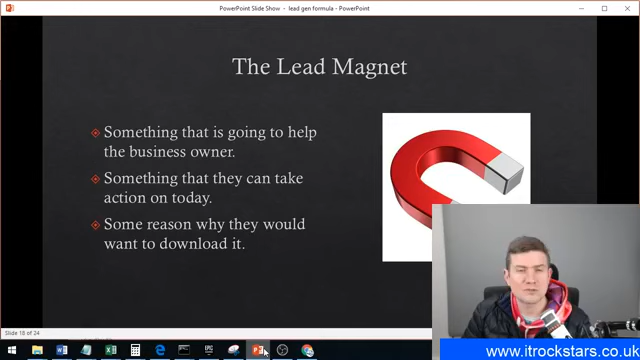 PowerPoint Slide Show - lead gen formula - PowerPoint
The Lead Magnet
Something that is going to help
the business owner.
Something that they can take
action on today.
Some reason why they would
want to download it.
Slide 18 of 24
www.itrockstars.co.uk